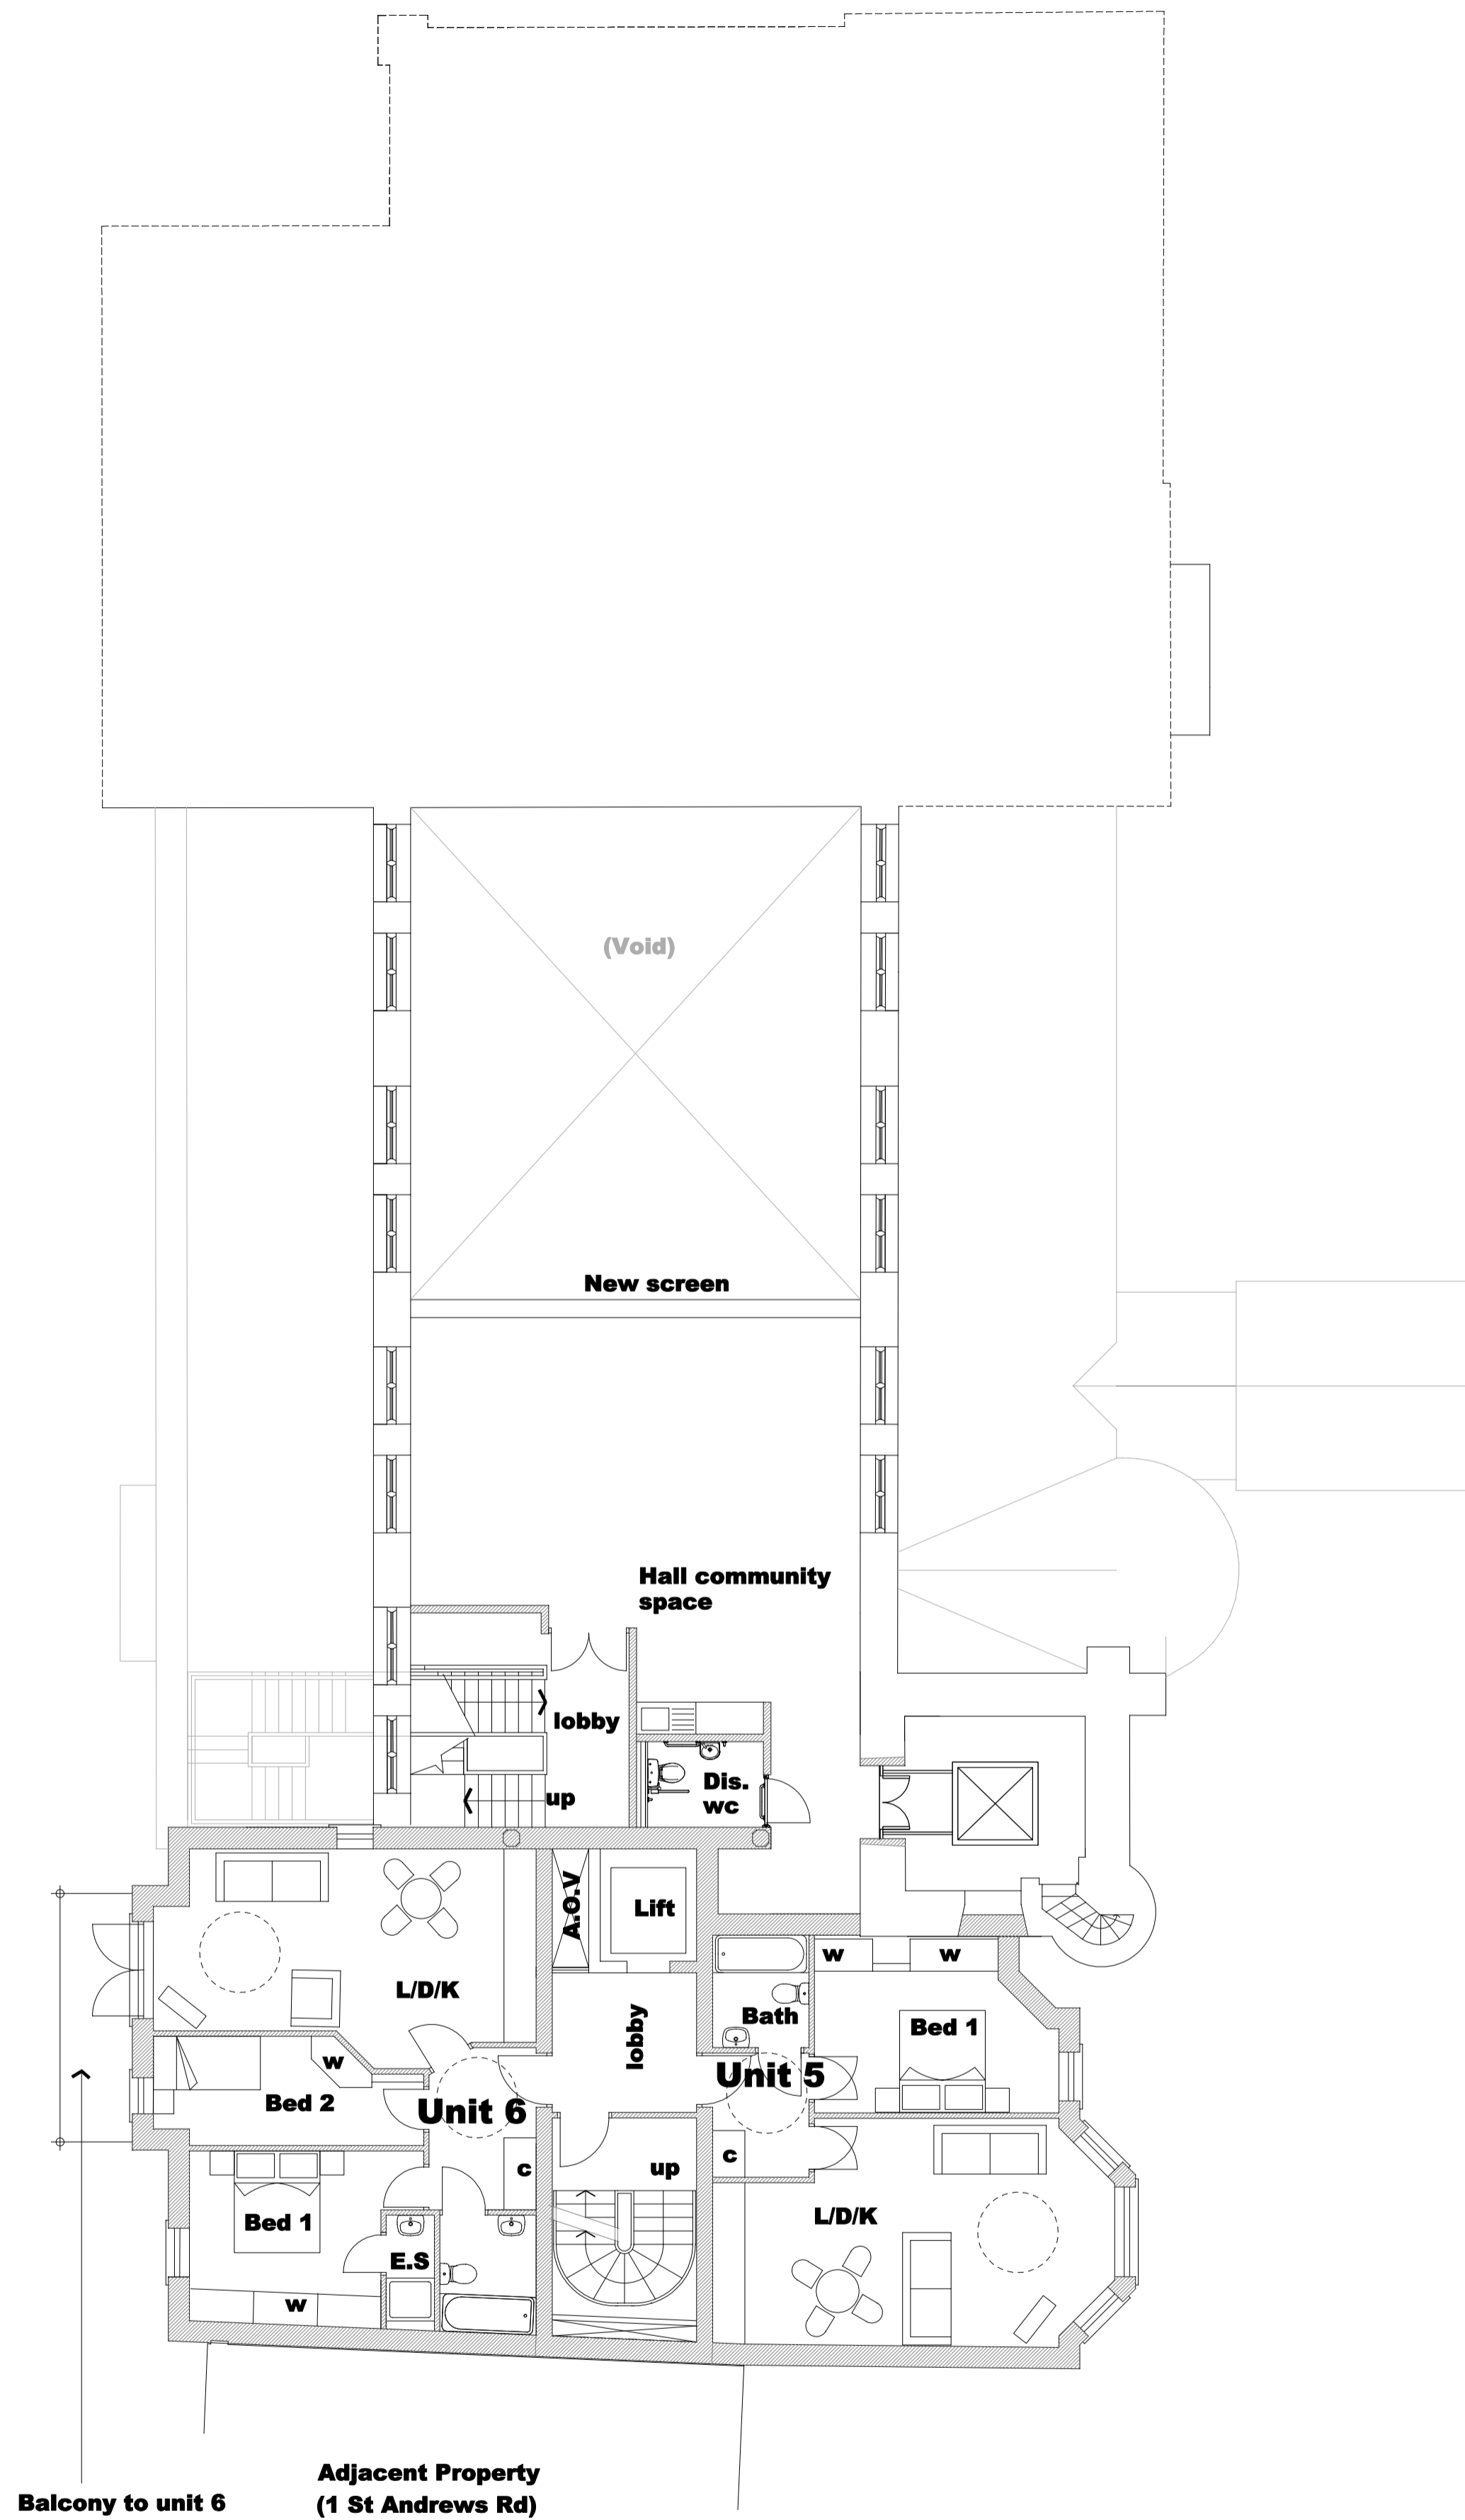 (Void)
New screen
Hall community
space
lobby
up
Dis.
wc
A.O.V
Lift
L/D/K
w
w
Bath
Bed 1
lobby
w
Bed 2
Unit 6
Unit 5
c
up
c
Bed 1
E.S
w
L/D/K
Adjacent Property
(1 St Andrews Rd)
Balcony to unit 6